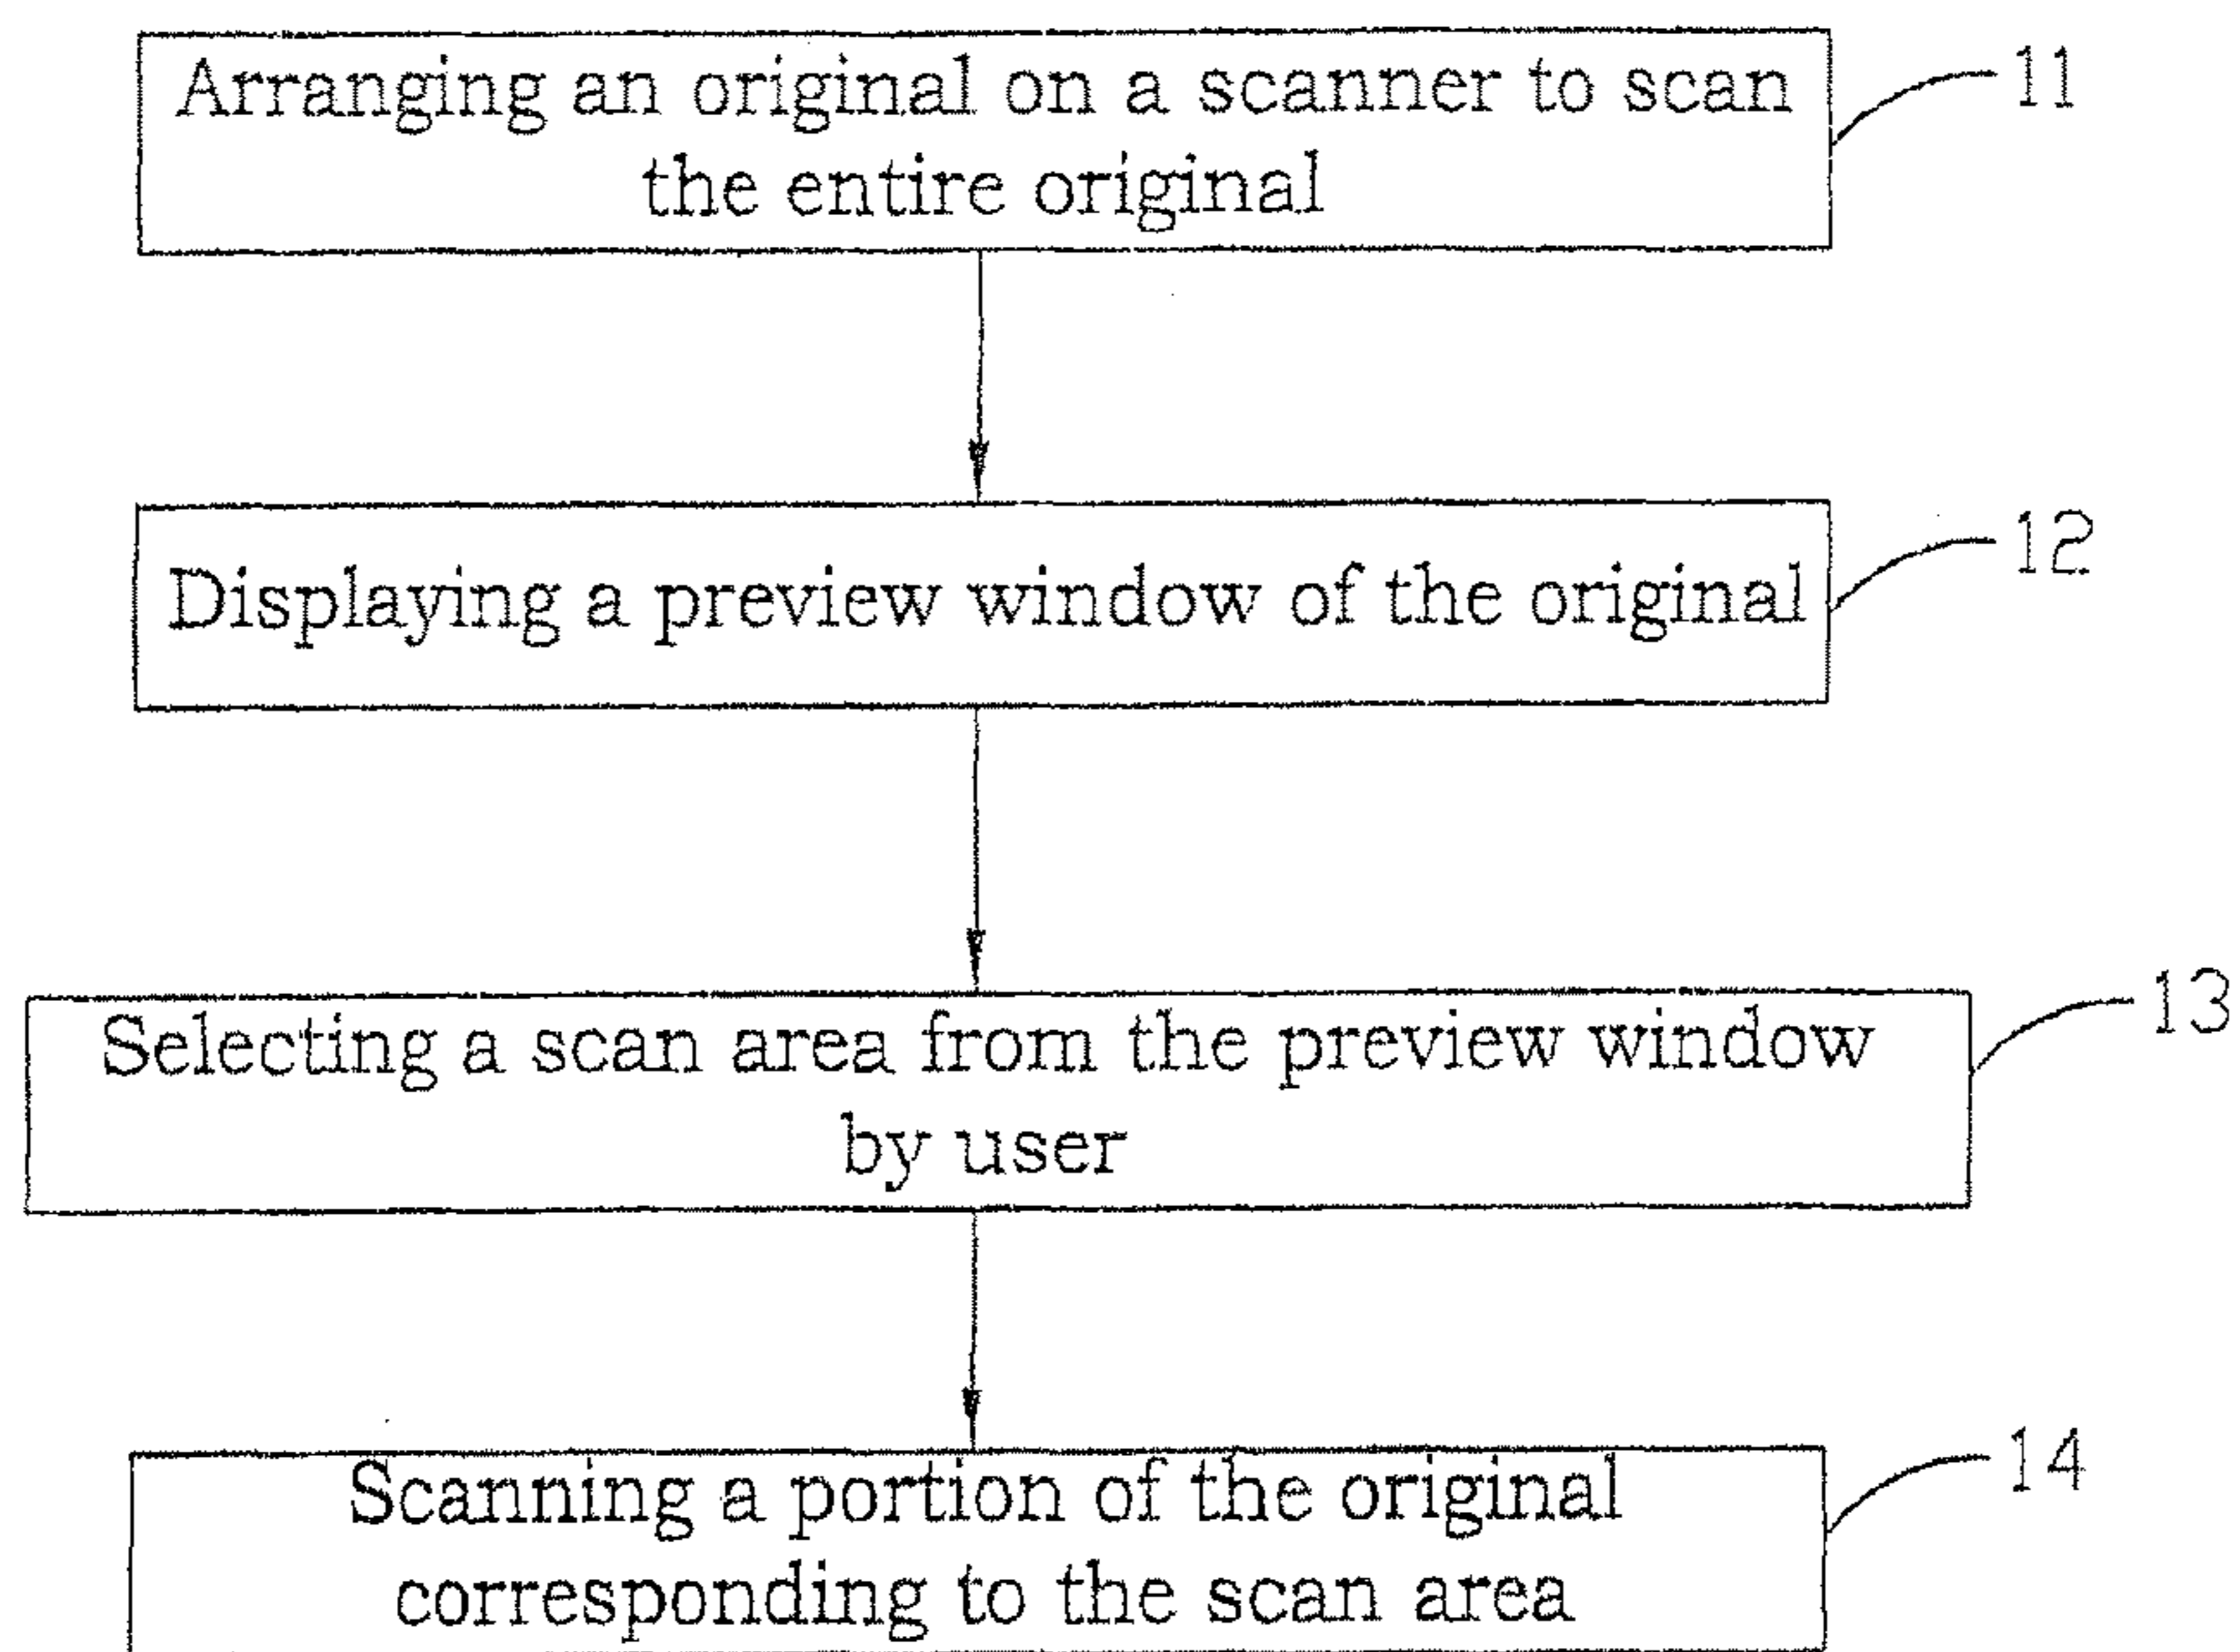 Arranging an original on a scanner to scan
the entire original
11
Displaying a preview window of the original
12
Selecting a scan area from the preview window
by user
13
Scanning a portion of the original
corresponding to the scan area
14